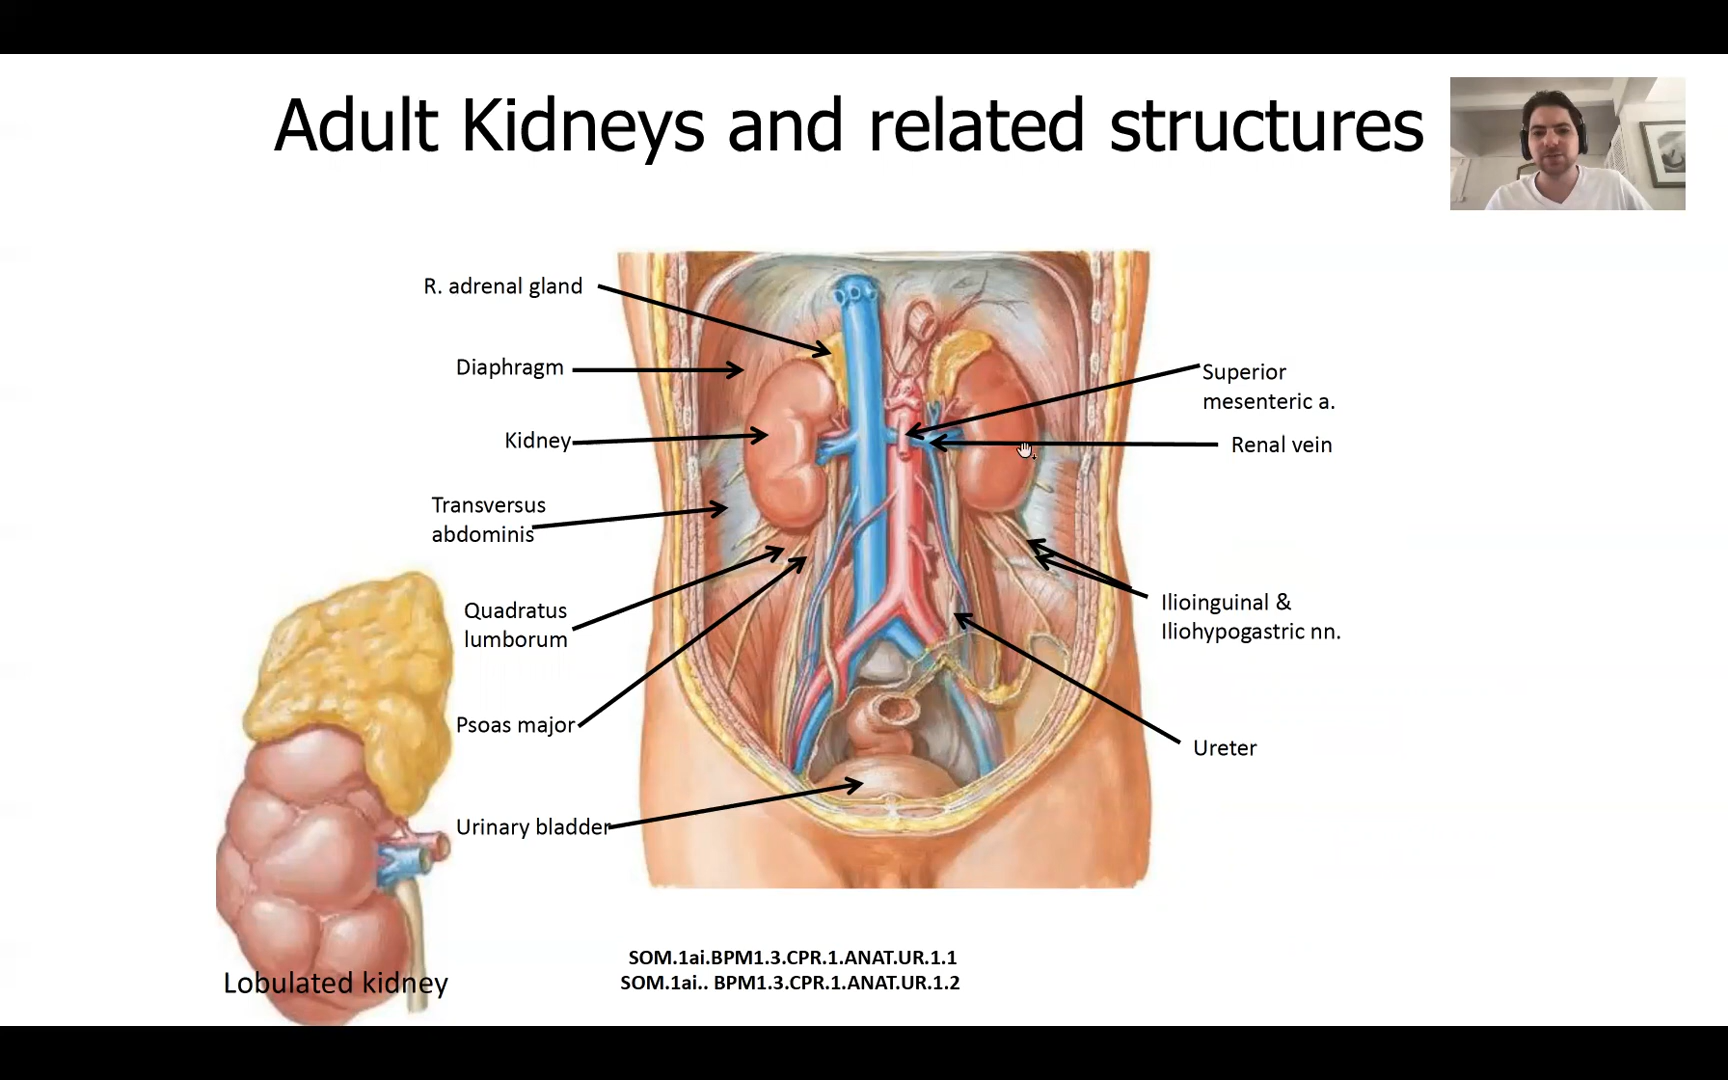 Adult Kidneys and related structures
R. adrenal gland
Diaphragm
Kidney
Transversus
abdominis
Quadratus
lumborum
Psoas major
Urinary bladder
Superior
mesenteric a.
Renal vein
Ilioinguinal &
Iliohypogastric nn.
Ureter
Lobulated kidney
SOM.1ai.BPM1.3.CPR.1.ANAT.UR.1.1
SOM.1ai.. BPM1.3.CPR.1.ANAT.UR.1.2